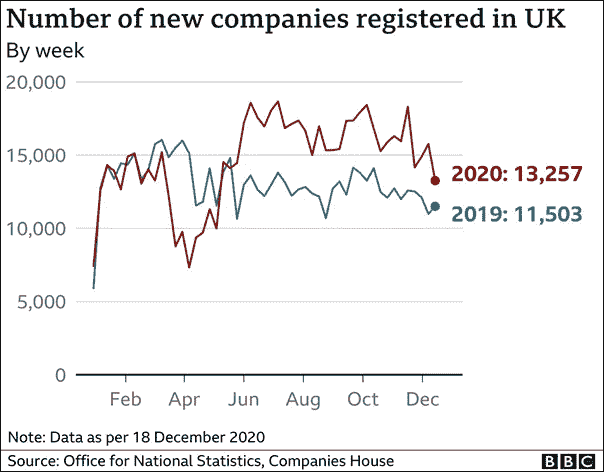 Number of new companies registered in UK
By week
20,000
15,000
10,000
5,000
0
2020: 13,257
2019: 11,503
Feb Apr Jun Aug Oct Dec
Note: Data as per 18 December 2020
Source: Office for National Statistics, Companies House BBC